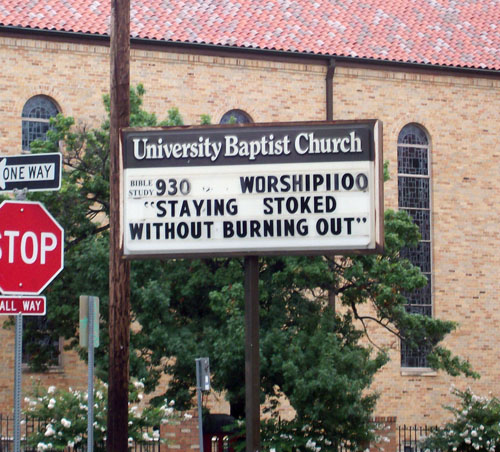 University Baptist Church
BIBLE STUDY 930 WORSHIP1100
"STAYING STOKED
WITHOUT BURNING OUT"
ONE WAY
STOP
ALL WAY